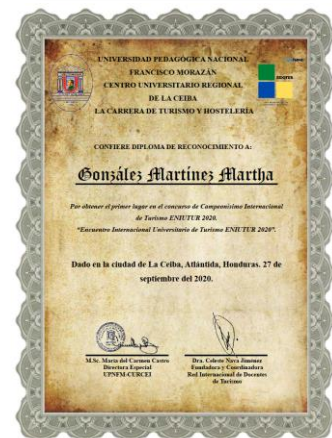 UNIVERSIDAD PEDAGÓGICA NACIONAL
FRANCISCO MORAZÁN
CENTRO UNIVERSITARIO REGIONAL
DE LA CEIBA
LA CARRERA DE TURISMO Y HOSTELERÍA
CONFIERE DIPLOMA DE RECONOCIMIENTO A:
González Martínez Martha
Por obtener el primer lugar en el concurso de Campeonísimo Internacional
de Turismo ENIUTUR 2020.
“Encuentro Internacional Universitario de Turismo ENIUTUR 2020”.
Dado en la ciudad de La Ceiba, Atlántida, Honduras. 27 de
septiembre del 2020.
M.Sc. María del Carmen Castro
Directora Especial
UPNFM-CURCEI
Dra. Celeste Nava Jiménez
Fundadora y Coordinadora
Red Internacional de Docentes
de Turismo